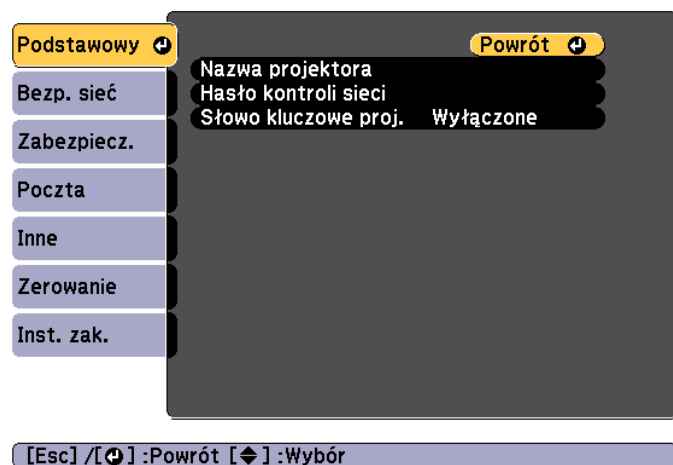 Podstawowy
Powrót
Nazwa projektora
Hasło kontroli sieci
Słowo kluczowe proj. Wyłączone
Bezp. sieć
Zabezpiecz.
Poczta
Inne
Zerowanie
Inst. zak.
[Esc] /[⏎] :Powrót [◆] :Wybór